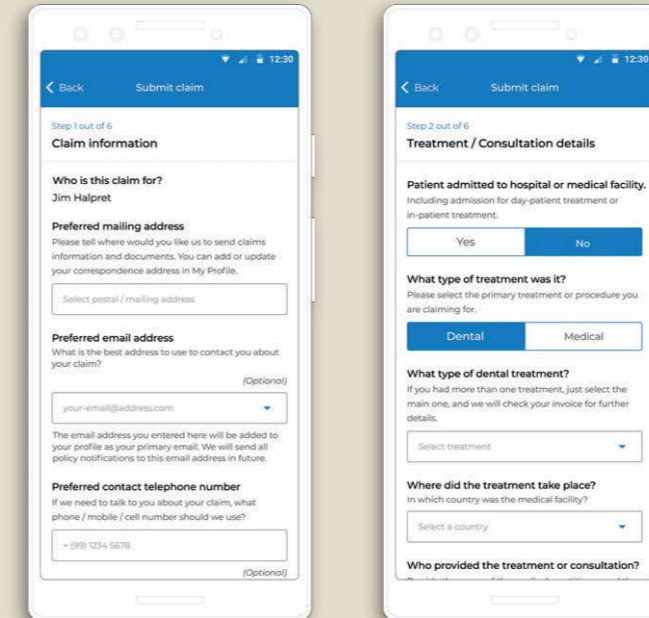 12:30
Back Submit claim
Step 1 out of 6
Claim information
Who is this claim for?
Jim Halpret
Preferred mailing address
Please tell where would you like us to send claims
information and documents. You can add or update
your correspondence address in My Profile.
Select postal / mailing address
Preferred email address
What is the best address to use to contact you about
your claim?
(Optional)
your-email@address.com
The email address you entered here will be added to
your profile as your primary email. We will send all
policy notifications to this email address in future.
Preferred contact telephone number
If we need to talk to you about your claim, what
phone / mobile / cell number should we use?
+ (99) 1234 5678
(Optional)
12:30
Back Submit claim
Step 2 out of 6
Treatment / Consultation details
Patient admitted to hospital or medical facility.
Including admission for day-patient treatment or
in-patient treatment.
Yes No
What type of treatment was it?
Please select the primary treatment or procedure you
are claiming for.
Dental Medical
What type of dental treatment?
If you had more than one treatment, just select the
main one, and we will check your invoice for further
details.
Select treatment
Where did the treatment take place?
In which country was the medical facility?
Select a country
Who provided the treatment or consultation?